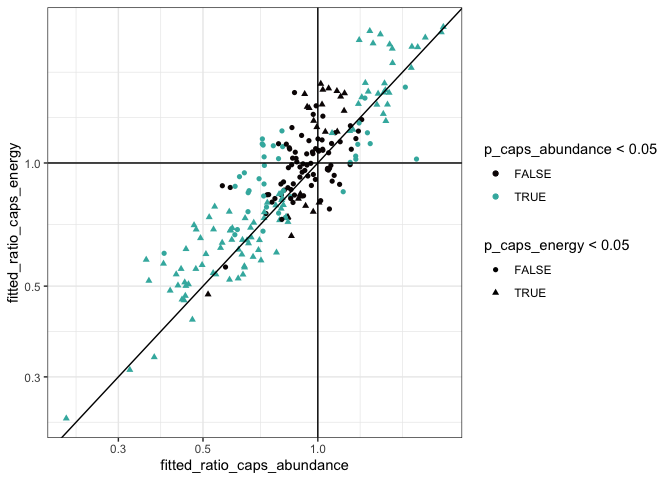 1.0
0.5
0.3
fitted_ratio_caps_energy
0.3
0.5
1.0
fitted_ratio_caps_abundance
p_caps_abundance < 0.05
FALSE
TRUE
p_caps_energy < 0.05
FALSE
TRUE